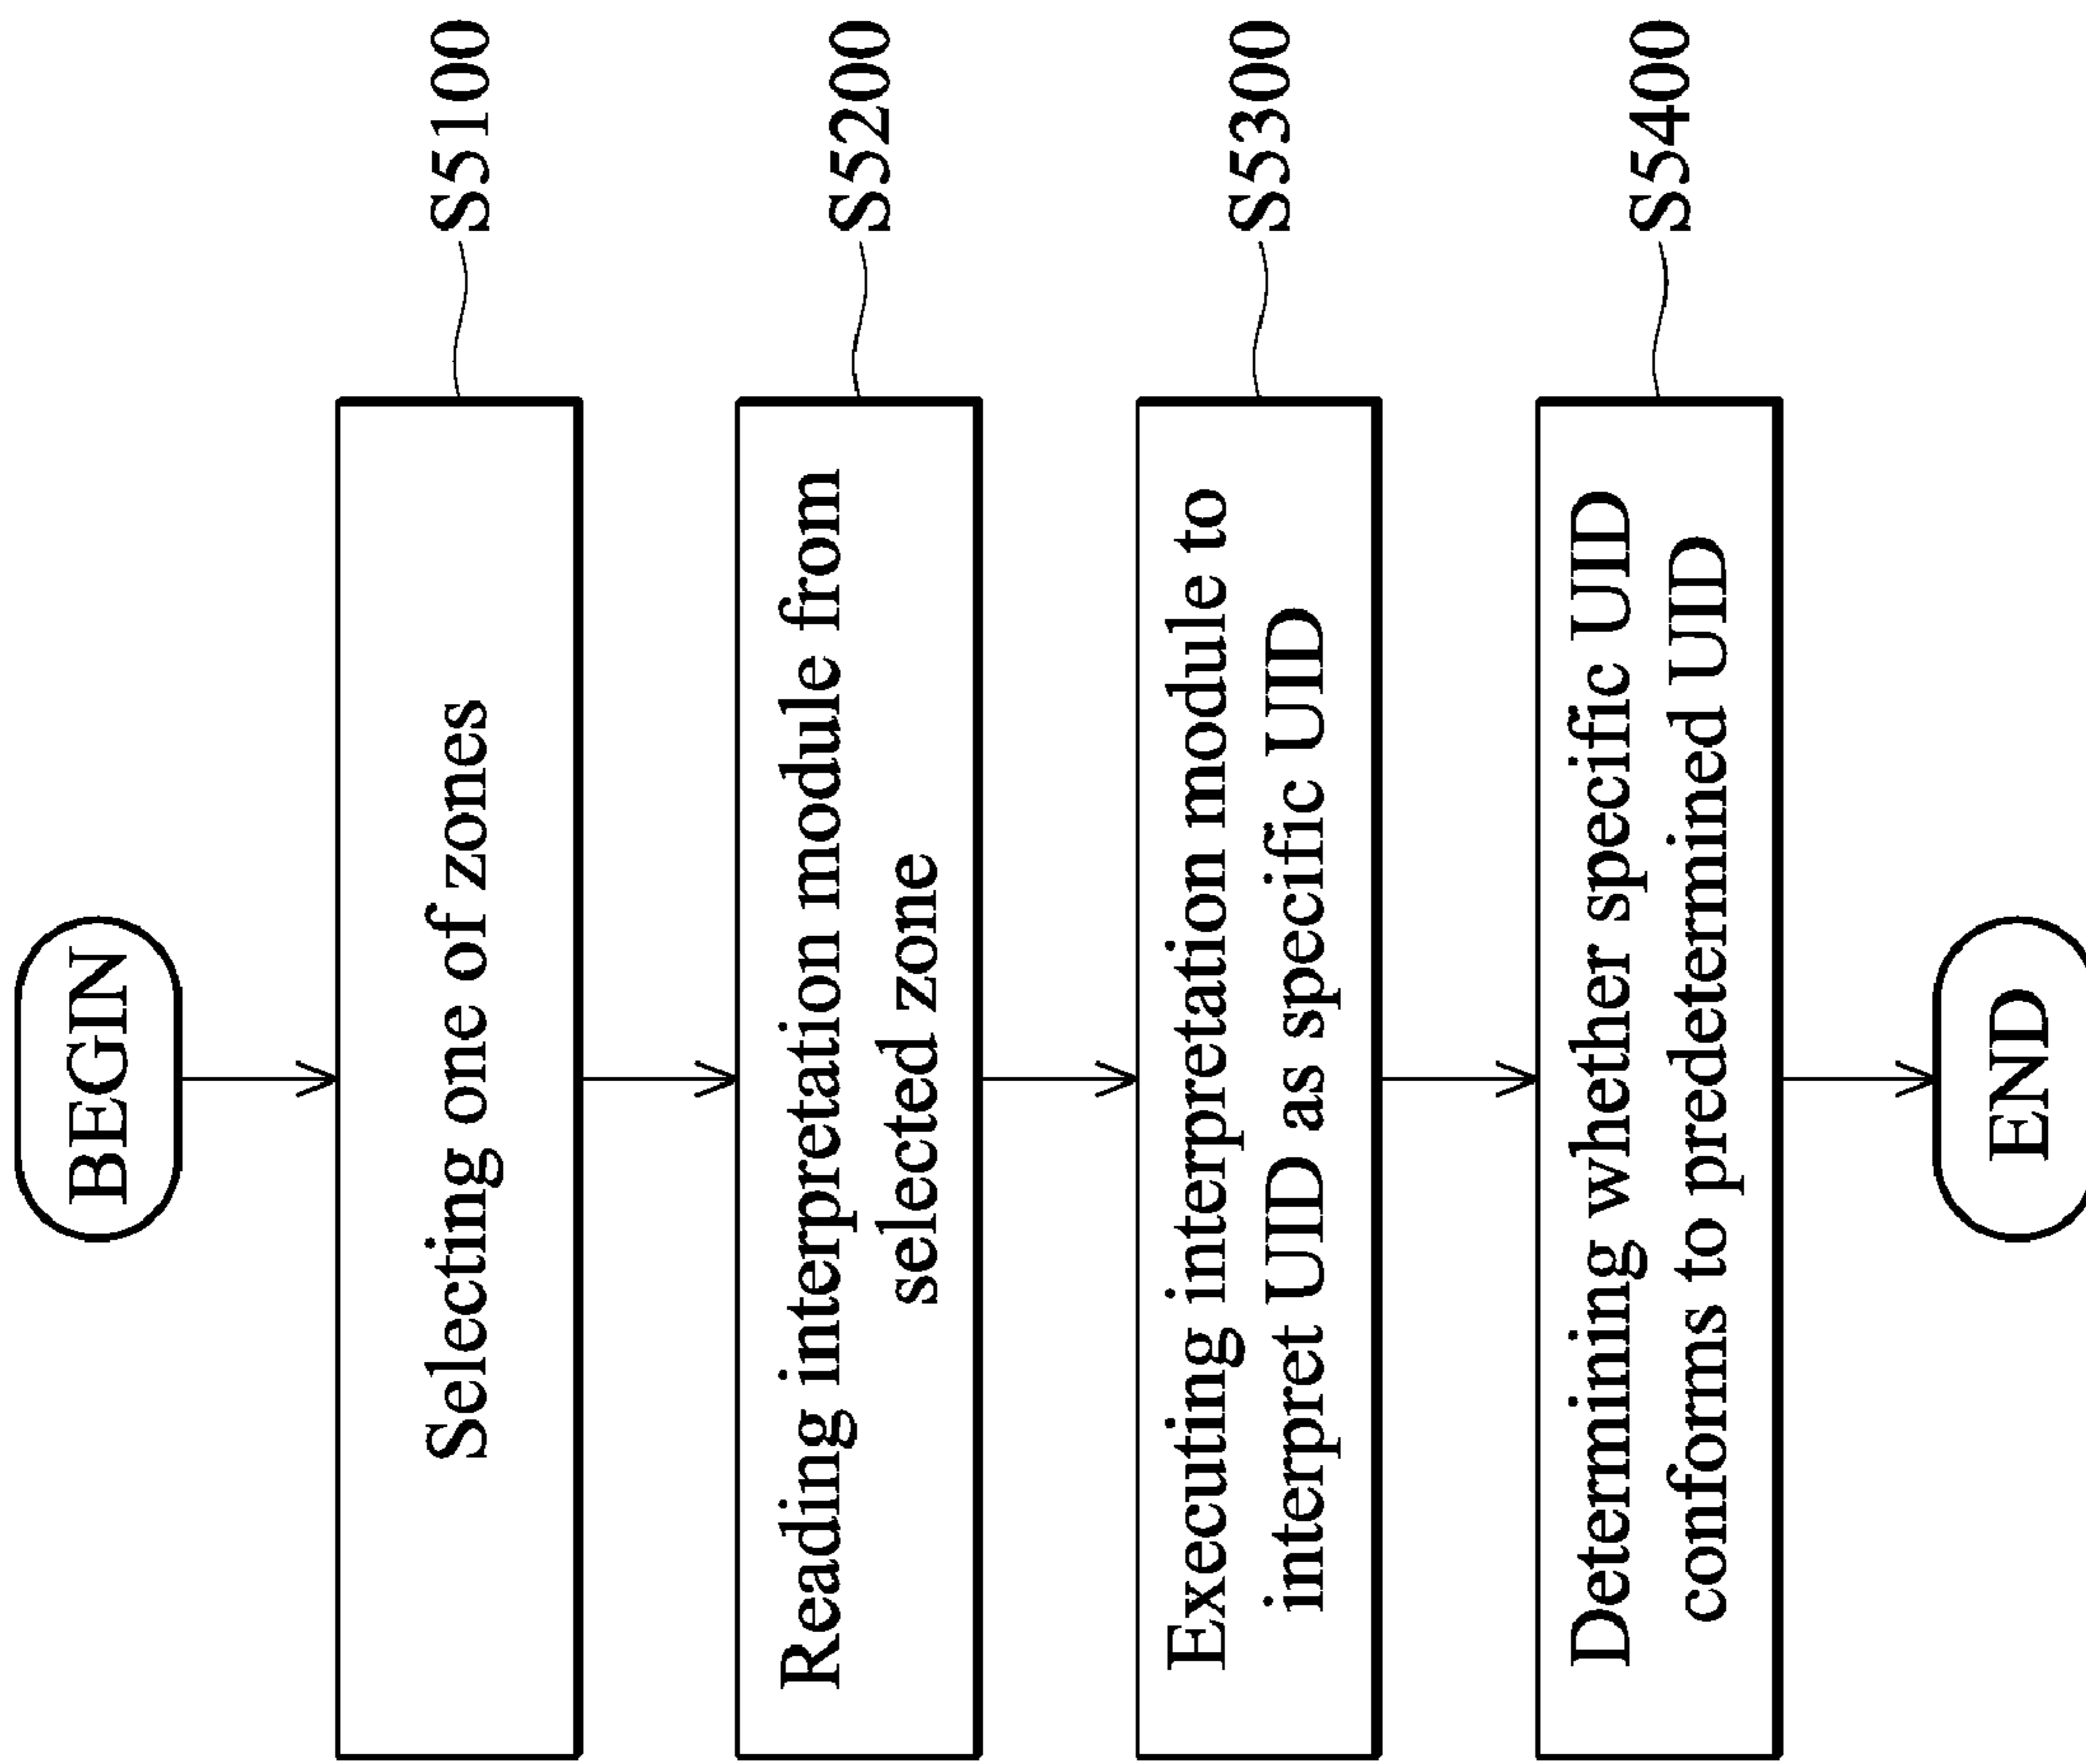 BEGIN
Selecting one of zones
S5100
Reading interpretation module from
selected zone
S5200
Executing interpretation module to
interpret UID as specific UID
S5300
Determining whether specific UID
conforms to predetermined UID
S5400
END